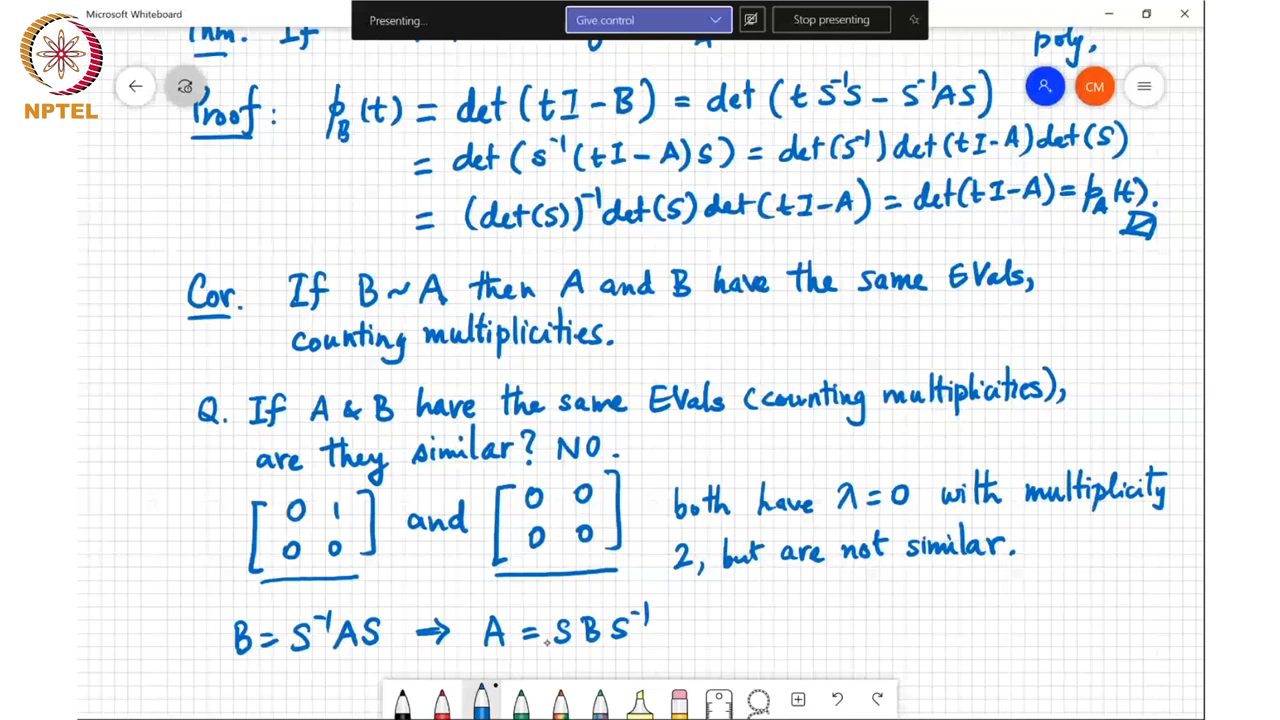 Microsoft Whiteboard
Presenting...
Give control
Stop presenting
NPTEL
CM
Thm. If
poly.
Proof: p_B(t) = det(tI - B) = det(t S⁻¹S - S⁻¹AS)
= det(S⁻¹(tI - A)S) = det(S⁻¹) det(tI - A) det(S)
= (det(S))⁻¹ det(S) det(tI - A) = det(tI - A) = p_A(t).
Cor. If B ~ A then A and B have the same EVals,
counting multiplicities.
Q. If A & B have the same EVals (counting multiplicities),
are they similar? NO.
[0 1
0 0] and [0 0
0 0] both have λ = 0 with multiplicity
2, but are not similar.
B = S⁻¹AS → A = SBS⁻¹